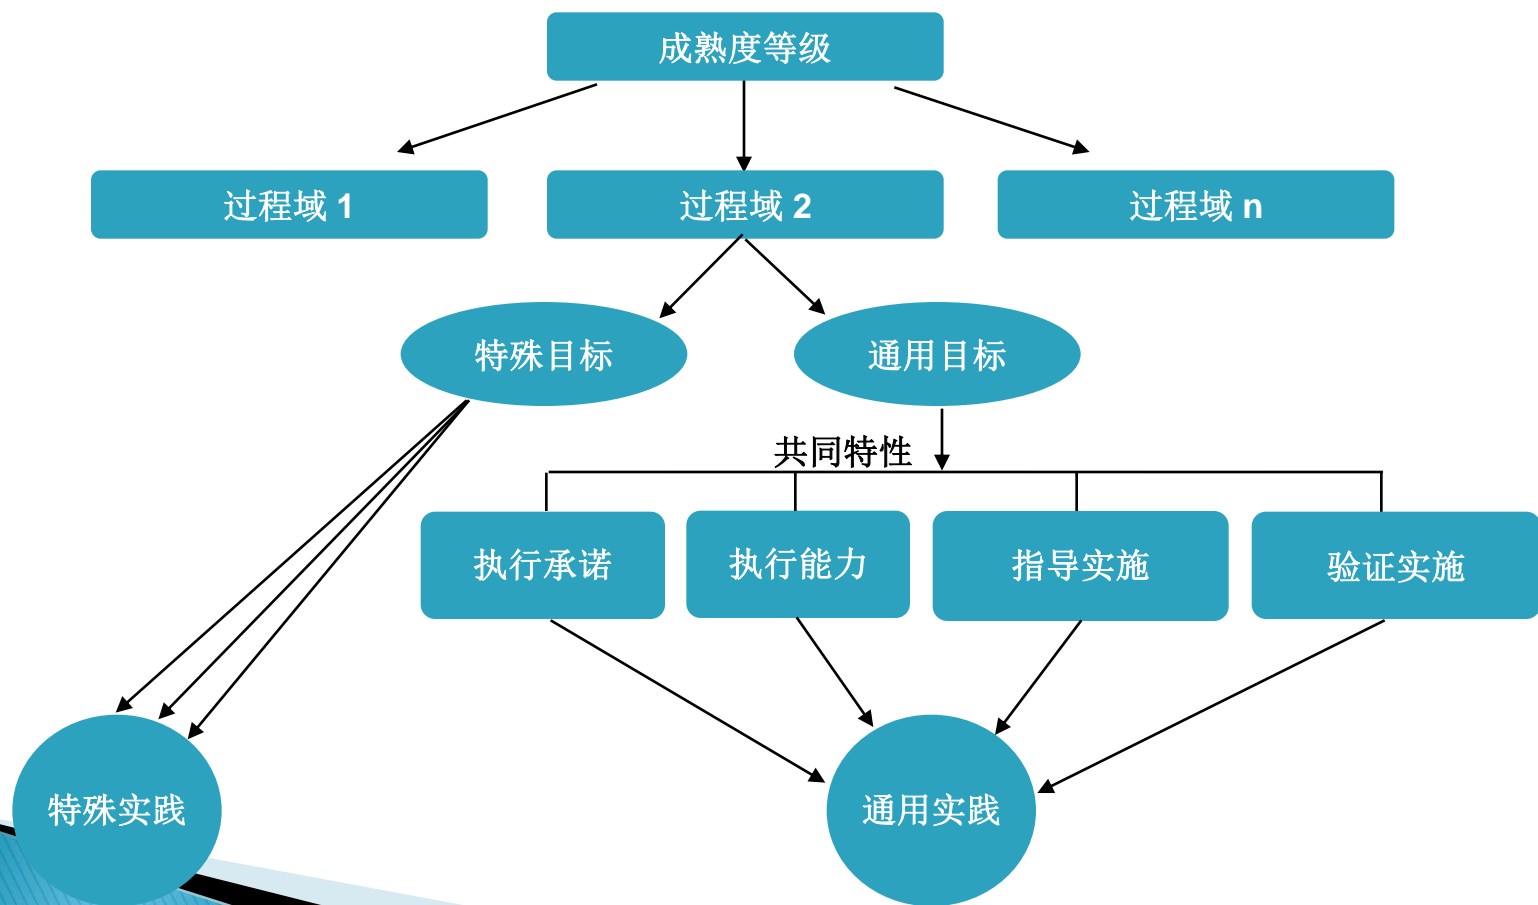 成熟度等级
过程域 1
过程域 2
过程域 n
特殊目标
通用目标
共同特性
执行承诺
执行能力
指导实施
验证实施
特殊实践
通用实践